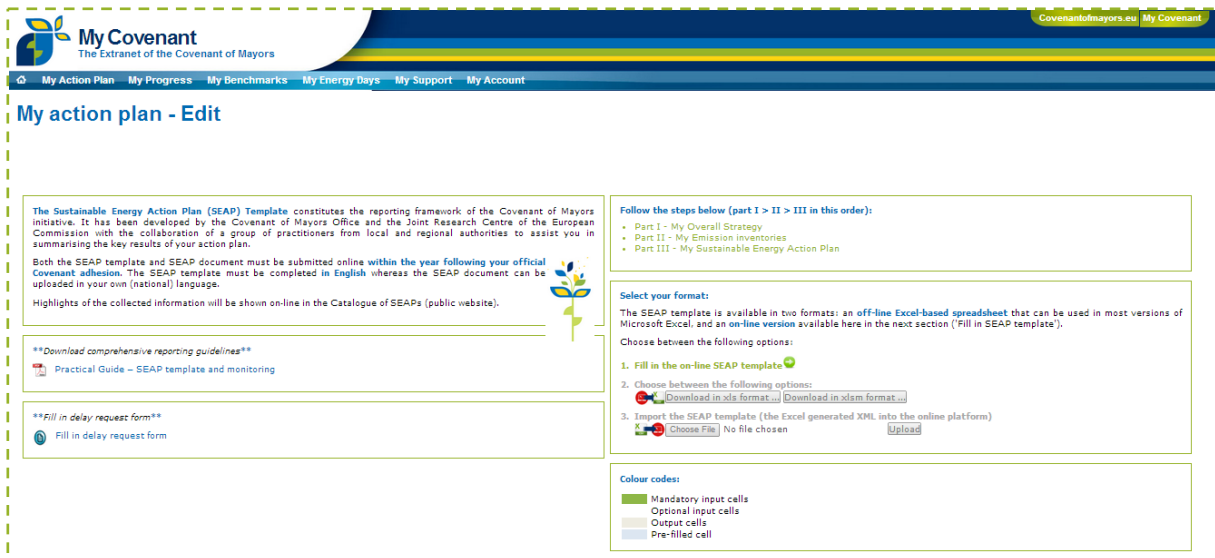 Covenantofmayors.eu My Covenant
My Covenant
The Extranet of the Covenant of Mayors
My Action Plan My Progress My Benchmarks My Energy Days My Support My Account
My action plan - Edit
The Sustainable Energy Action Plan (SEAP) Template constitutes the reporting framework of the Covenant of Mayors
initiative. It has been developed by the Covenant of Mayors Office and the Joint Research Centre of the European
Commission with the collaboration of a group of practitioners from local and regional authorities to assist you in
summarising the key results of your action plan.
Both the SEAP template and SEAP document must be submitted online within the year following your official
Covenant adhesion. The SEAP template must be completed in English whereas the SEAP document can be
uploaded in your own (national) language.
Highlights of the collected information will be shown on-line in the Catalogue of SEAPs (public website).
**Download comprehensive reporting guidelines**
Practical Guide – SEAP template and monitoring
**Fill in delay request form**
Fill in delay request form
Follow the steps below (part I > II > III in this order):
Part I - My Overall Strategy
Part II - My Emission inventories
Part III - My Sustainable Energy Action Plan
Select your format:
The SEAP template is available in two formats: an off-line Excel-based spreadsheet that can be used in most versions of
Microsoft Excel, and an on-line version available here in the next section ('Fill in SEAP template').
Choose between the following options:
1. Fill in the on-line SEAP template
2. Choose between the following options:
Download in xls format ... Download in xlsm format ...
3. Import the SEAP template (the Excel generated XML into the online platform)
Choose File No file chosen Upload
Colour codes:
Mandatory input cells
Optional input cells
Output cells
Pre-filled cell